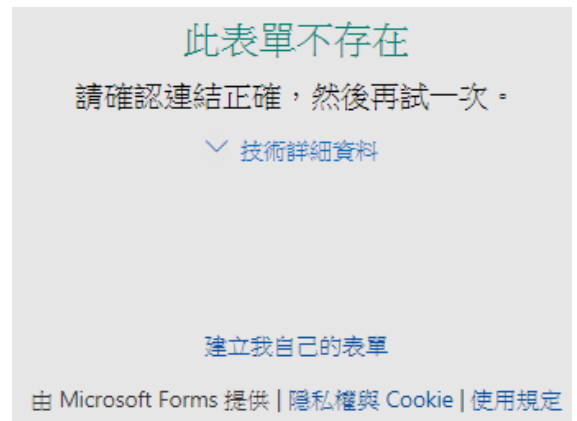 此表單不存在
請確認連結正確，然後再試一次。
技術詳細資料
建立我自己的表單
由 Microsoft Forms 提供 | 隱私權與 Cookie | 使用規定